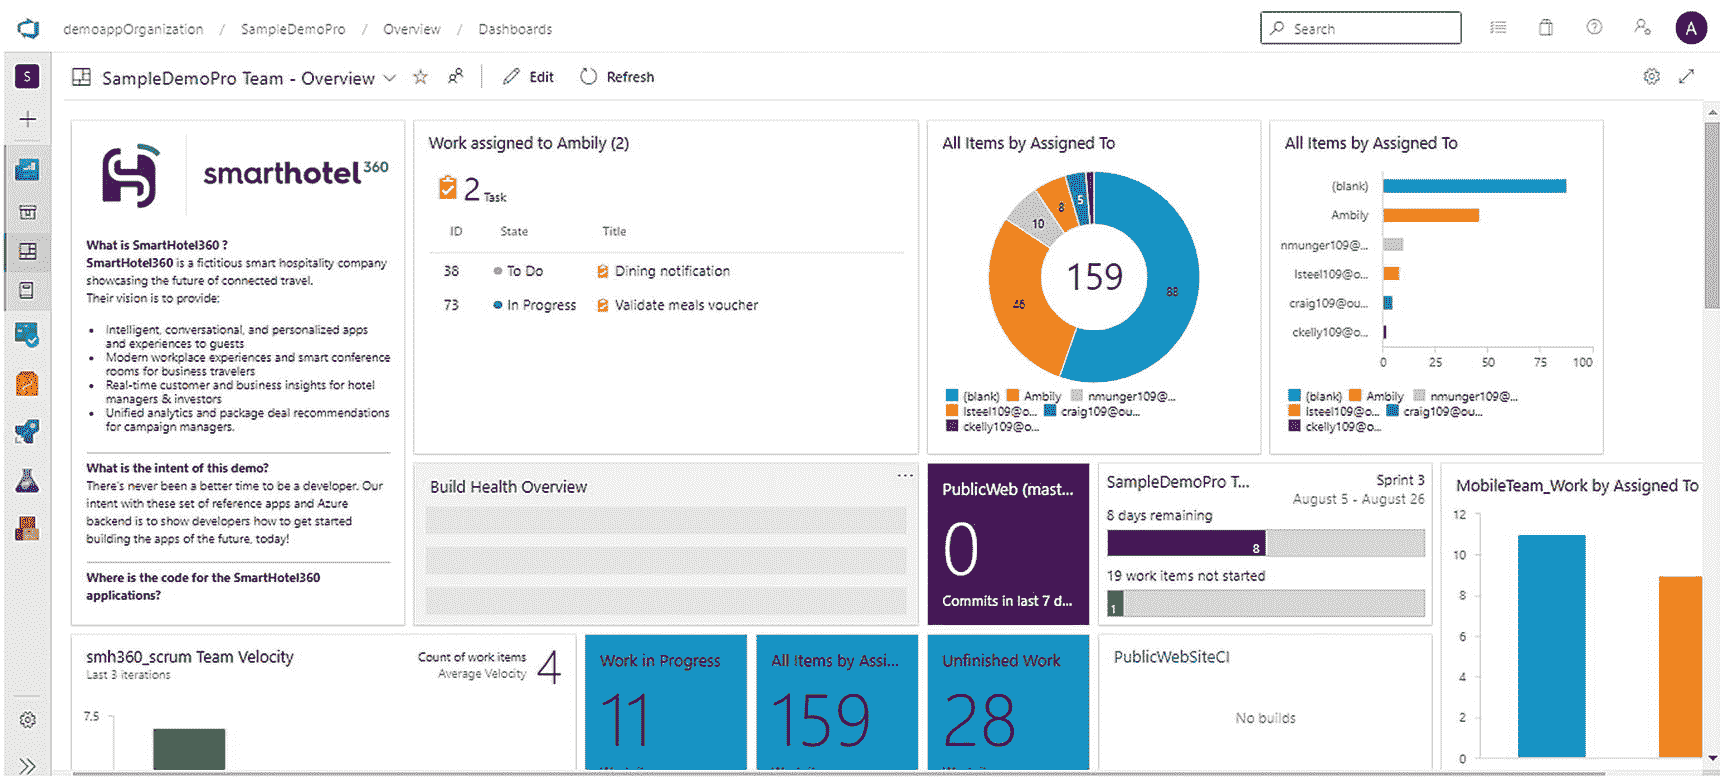 demoappOrganization / SampleDemoPro / Overview / Dashboards
Search
A
S
SampleDemoPro Team - Overview
Edit
Refresh
smarthotel 360
What is SmartHotel360 ?
SmartHotel360 is a fictitious smart hospitality company
showcasing the future of connected travel.
Their vision is to provide:
• Intelligent, conversational, and personalized apps
and experiences to guests
• Modern workplace experiences and smart conference
rooms for business travelers
• Real-time customer and business insights for hotel
managers & investors
• Unified analytics and package deal recommendations
for campaign managers.
What is the intent of this demo?
There's never been a better time to be a developer. Our
intent with these set of reference apps and Azure
backend is to show developers how to get started
building the apps of the future, today!
Where is the code for the SmartHotel360
applications?
Work assigned to Ambily (2)
2 Task
ID State Title
38 To Do Dining notification
73 In Progress Validate meals voucher
All Items by Assigned To
5
8
10
159
88
46
(blank) Ambily nmunger109@...
lsteel109@o... craig109@ou...
ckelly109@o...
All Items by Assigned To
(blank)
Ambily
nmunger109@...
lsteel109@o...
craig109@ou...
ckelly109@o...
0 25 50 75 100
(blank) Ambily nmunger109@...
lsteel109@o... craig109@ou...
ckelly109@o...
Build Health Overview
...
PublicWeb (mast...
0
Commits in last 7 d...
SampleDemoPro T...
Sprint 3
August 5 - August 26
8 days remaining
8
19 work items not started
1
MobileTeam_Work by Assigned To
12
10
8
6
4
2
0
smh360_scrum Team Velocity
Last 3 iterations
Count of work items
Average Velocity
4
7.5
Work in Progress
11
All Items by Assi...
159
Unfinished Work
28
PublicWebSiteCI
No builds